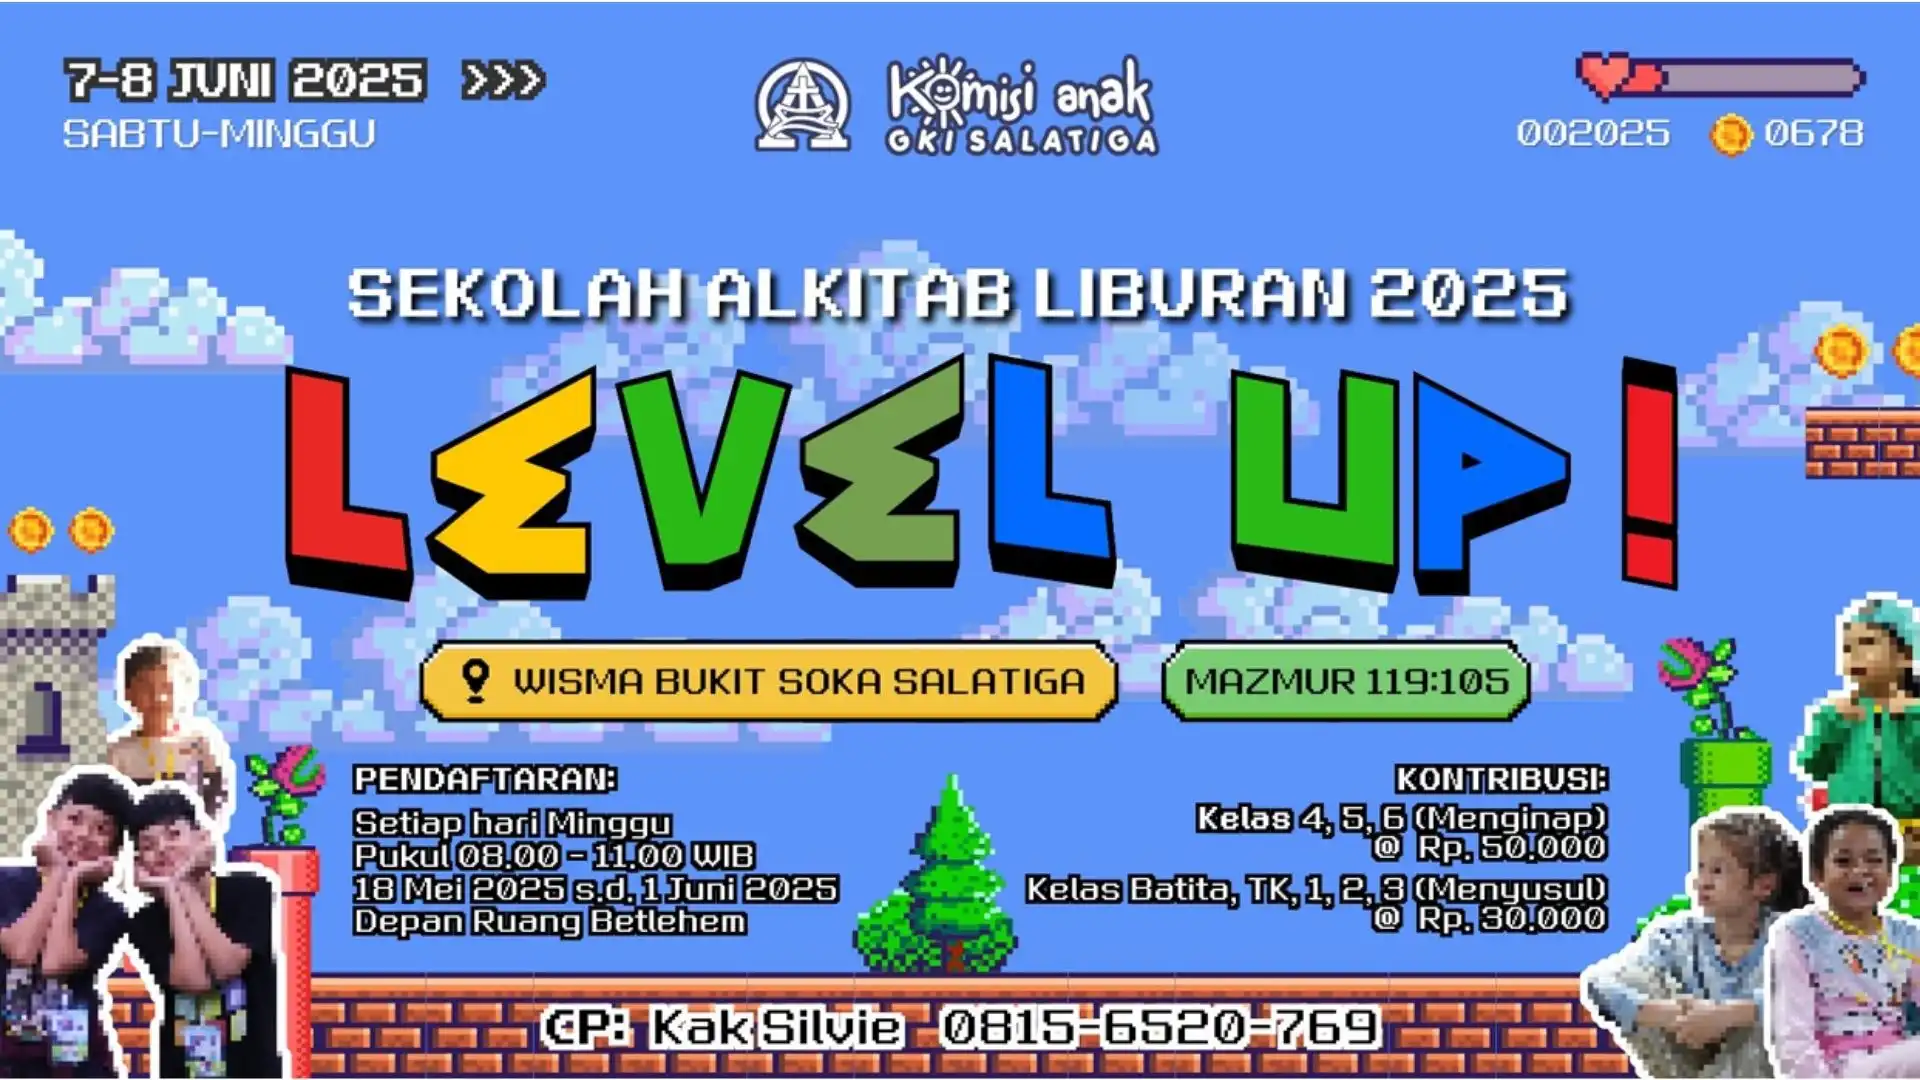 7-8 JUNI 2025 >>>
SABTU-MINGGU
Komisi anak
GKI SALATIGA
002025 0678
SEKOLAH ALKITAB LIBURAN 2025
LEVEL UP!
WISMA BUKIT SOKA SALATIGA
MAZMUR 119:105
1
PENDAFTARAN:
Setiap hari Minggu
Pukul 08.00 - 11.00 WIB
18 Mei 2025 s.d. 1 Juni 2025
Depan Ruang Betlehem
KONTRIBUSI:
Kelas 4, 5, 6 (Menginap)
@ Rp. 50.000
Kelas Batita, TK, 1, 2, 3 (Menyusul)
@ Rp. 30.000
CP: Kak Silvie 0815-6520-769